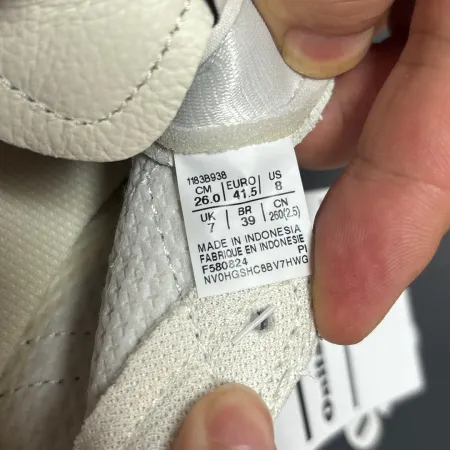 1183B938
CM EURO US
26.0 41.5 8
UK BR CN
7 39 260(2.5)
MADE IN INDONESIA
FABRIQUE EN INDONESIE
F580824 PI
NV0HGSHC8BV7HWG